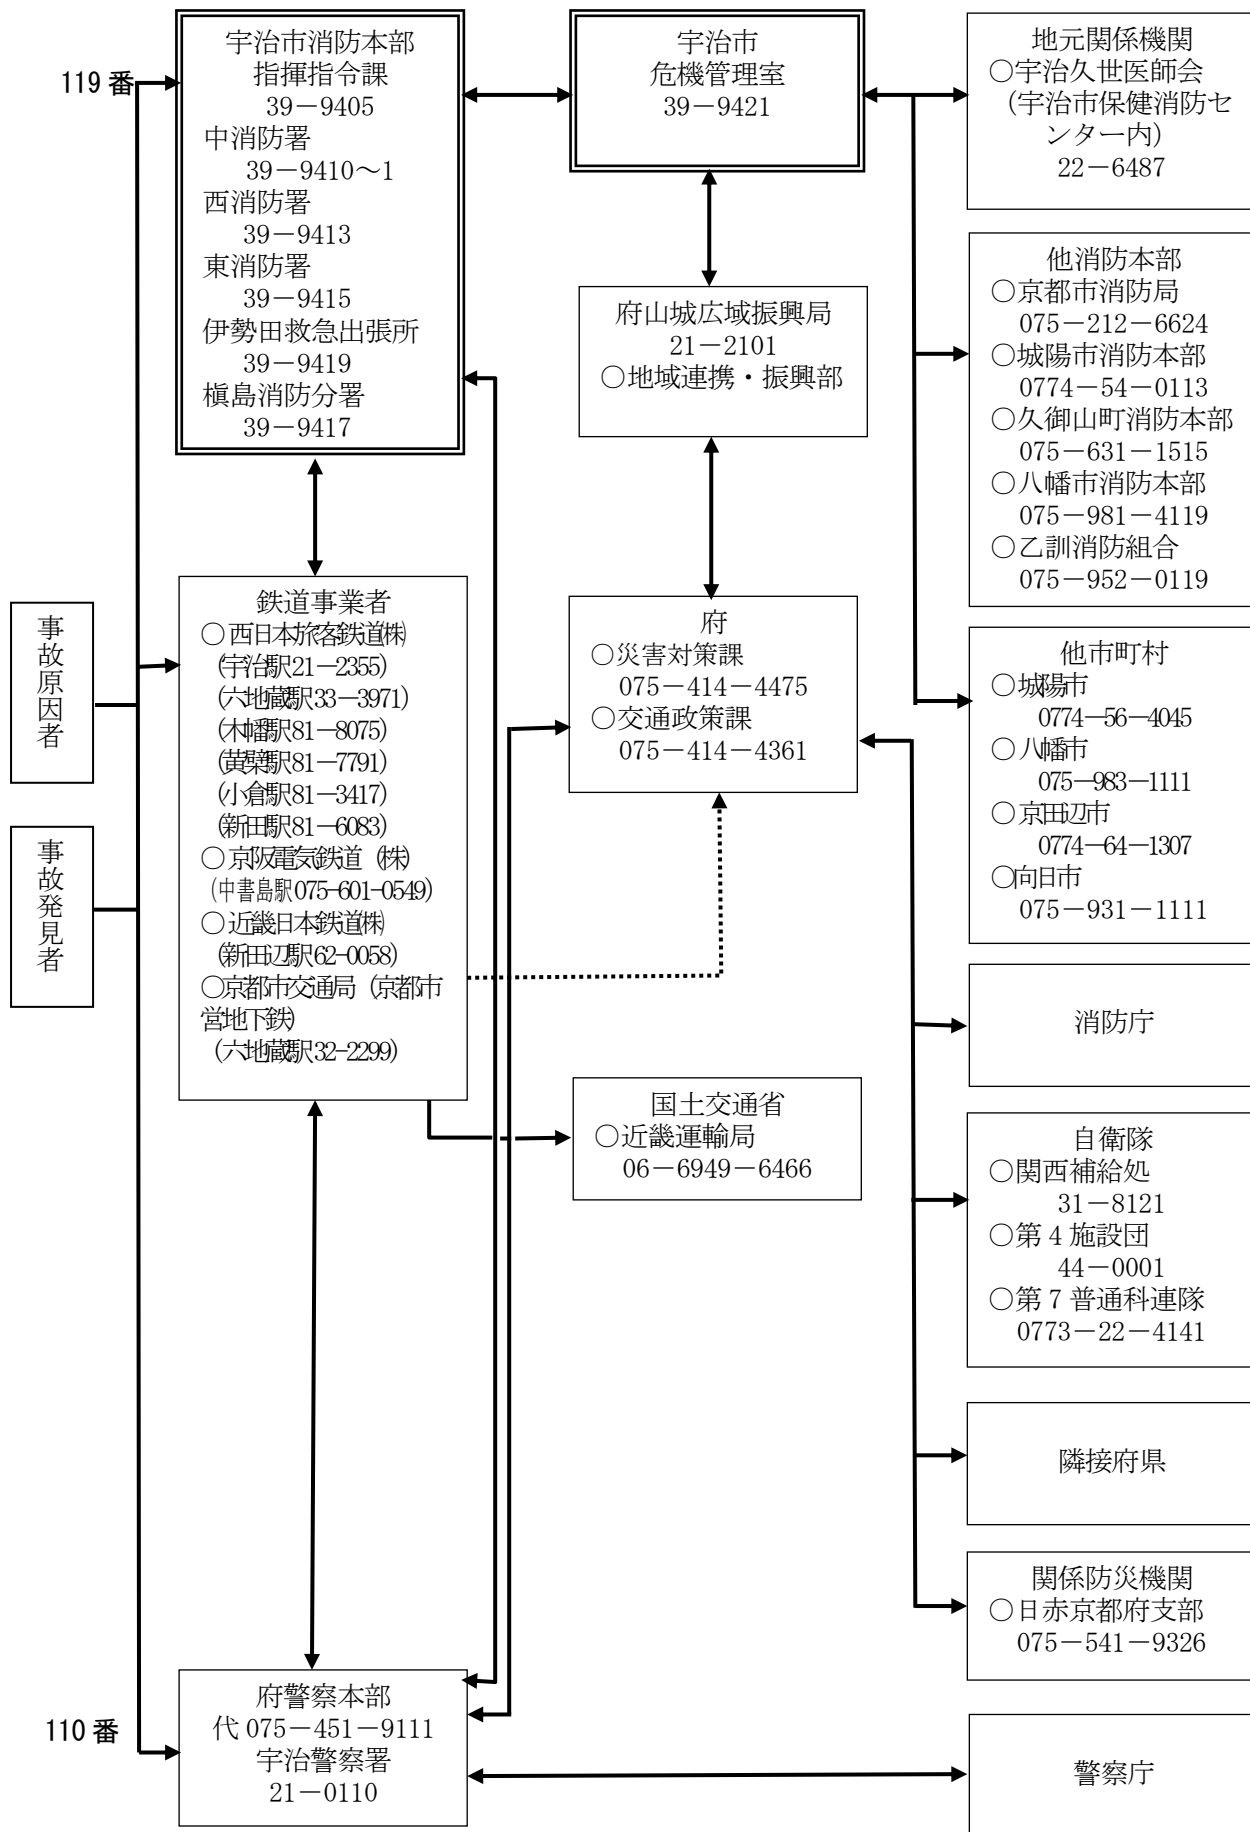 119 番
宇治市消防本部
指揮指令課
39－9405
中消防署
39－9410～1
西消防署
39－9413
東消防署
39－9415
伊勢田救急出張所
39－9419
槇島消防分署
39－9417
宇治市
危機管理室
39－9421
地元関係機関
○宇治久世医師会
（宇治市保健消防セ
ンター内）
22－6487
府山城広域振興局
21－2101
○地域連携・振興部
他消防本部
○京都市消防局
075－212－6624
○城陽市消防本部
0774－54－0113
○久御山町消防本部
075－631－1515
○八幡市消防本部
075－981－4119
○乙訓消防組合
075－952－0119
事故原因者
事故発見者
鉄道事業者
○西日本旅客鉄道㈱
(宇治駅21－2355)
(六地蔵駅33－3971)
(木幡駅81－8075)
(黄檗駅81－7791)
(小倉駅81－3417)
(新田駅81－6083)
○京阪電気鉄道（株）
（中書島駅075-601-0549）
○近畿日本鉄道㈱
（新田辺駅62-0058）
○京都市交通局（京都市
営地下鉄）
（六地蔵駅32-2299）
府
○災害対策課
075－414－4475
○交通政策課
075－414－4361
他市町村
○城陽市
0774－56－4045
○八幡市
075－983－1111
○京田辺市
0774－64－1307
○向日市
075－931－1111
国土交通省
○近畿運輸局
06－6949－6466
消防庁
自衛隊
○関西補給処
31－8121
○第４施設団
44－0001
○第７普通科連隊
0773－22－4141
隣接府県
関係防災機関
○日赤京都府支部
075－541－9326
110 番
府警察本部
代 075－451－9111
宇治警察署
21－0110
警察庁